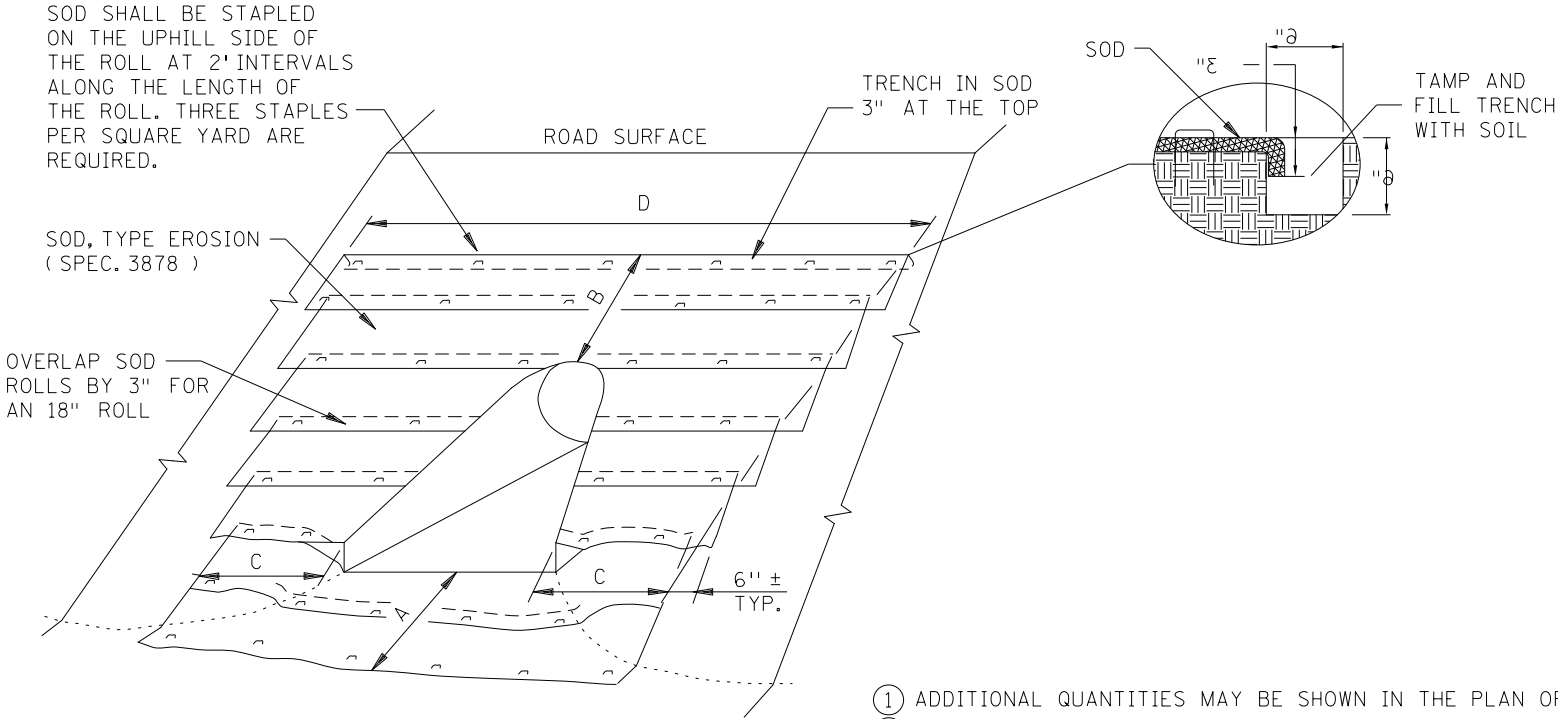 SOD SHALL BE STAPLED
ON THE UPHILL SIDE OF
THE ROLL AT 2' INTERVALS
ALONG THE LENGTH OF
THE ROLL. THREE STAPLES
PER SQUARE YARD ARE
REQUIRED.
ROAD SURFACE
TRENCH IN SOD
3" AT THE TOP
SOD
6"
3"
6"
TAMP AND
FILL TRENCH
WITH SOIL
D
SOD, TYPE EROSION
( SPEC. 3878 )
B
OVERLAP SOD
ROLLS BY 3" FOR
AN 18" ROLL
C
C
A
6" ±
TYP.
1 ADDITIONAL QUANTITIES MAY BE SHOWN IN THE PLAN